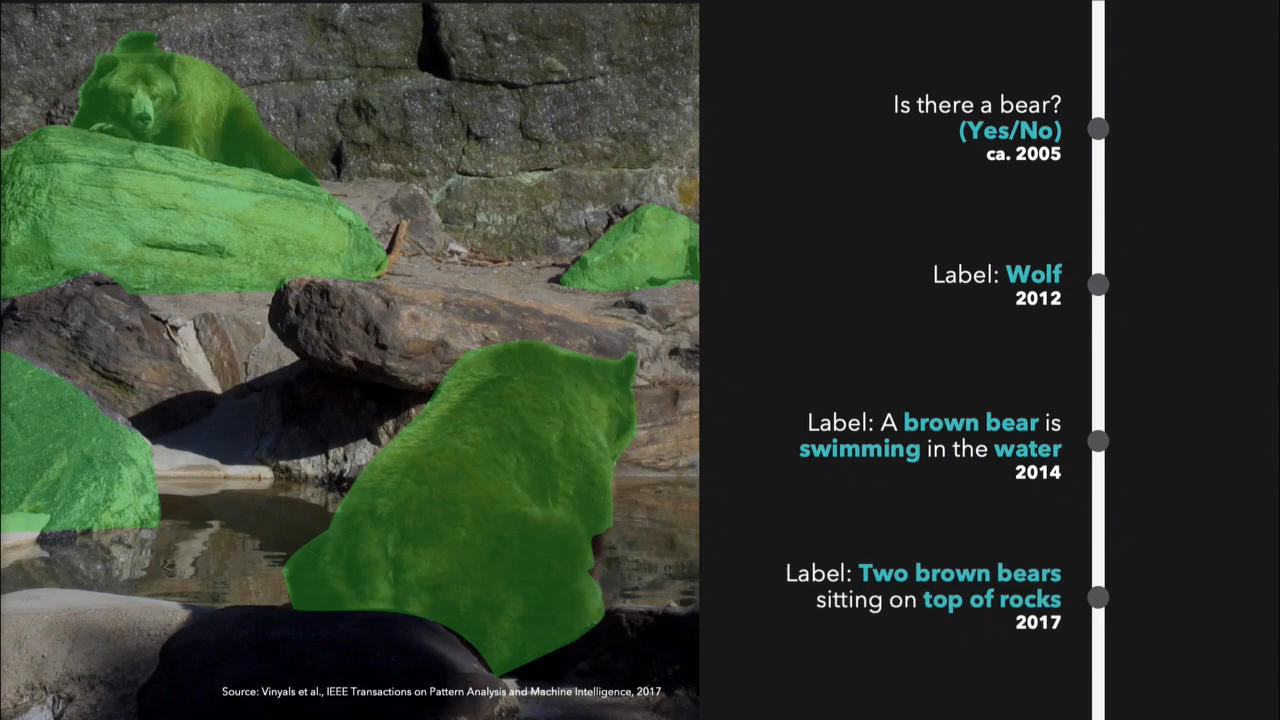 Is there a bear?
(Yes/No)
ca. 2005
Label: Wolf
2012
Label: A brown bear is
swimming in the water
2014
Label: Two brown bears
sitting on top of rocks
2017
Source: Vinyals et al., IEEE Transactions on Pattern Analysis and Machine Intelligence, 2017